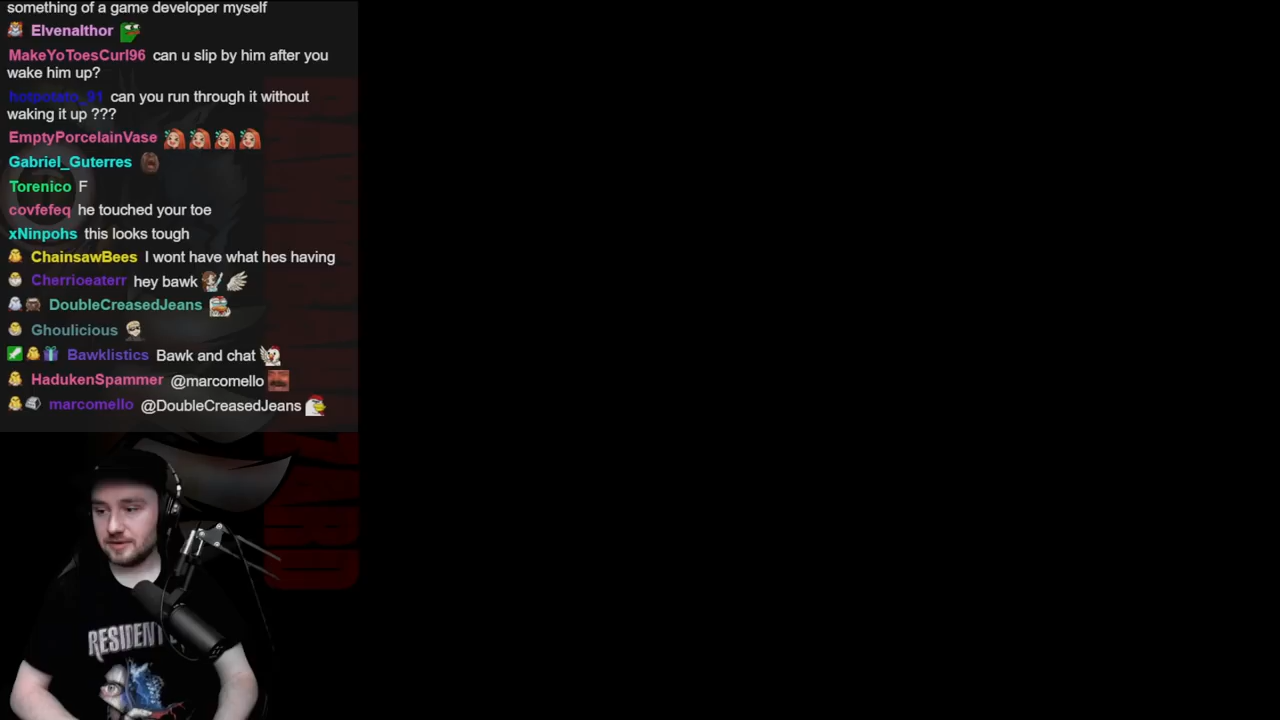 something of a game developer myself
Elvenalthor
MakeYoToesCurl96 can u slip by him after you
wake him up?
hotpotato_91 can you run through it without
waking it up ???
EmptyPorcelainVase
Gabriel_Guterres
Torenico F
covfefeq he touched your toe
xNinpohs this looks tough
ChainsawBees I wont have what hes having
Cherrioeaterr hey bawk
DoubleCreasedJeans
Ghoulicious
Bawklistics Bawk and chat
HadukenSpammer @marcomello
marcomello @DoubleCreasedJeans